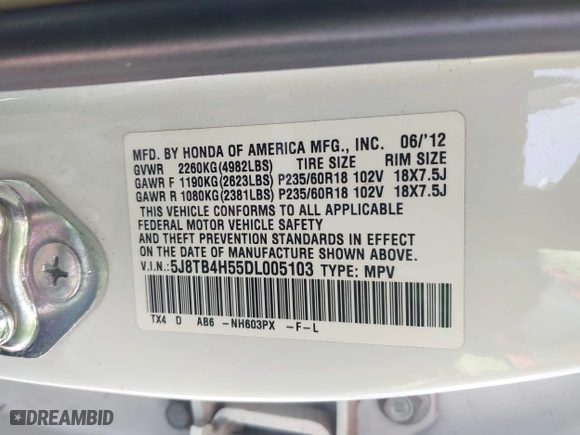 MFD. BY HONDA OF AMERICA MFG., INC. 06/'12
GVWR 2260KG(4982LBS) TIRE SIZE RIM SIZE
GAWR F 1190KG(2623LBS) P235/60R18 102V 18X7.5J
GAWR R 1080KG(2381LBS) P235/60R18 102V 18X7.5J
THIS VEHICLE CONFORMS TO ALL APPLICABLE
FEDERAL MOTOR VEHICLE SAFETY
AND THEFT PREVENTION STANDARDS IN EFFECT
ON THE DATE OF MANUFACTURE SHOWN ABOVE.
V.I.N.: 5J8TB4H55DL005103 TYPE: MPV
TX4 D AB6 -NH603PX -F-L
DREAMBID